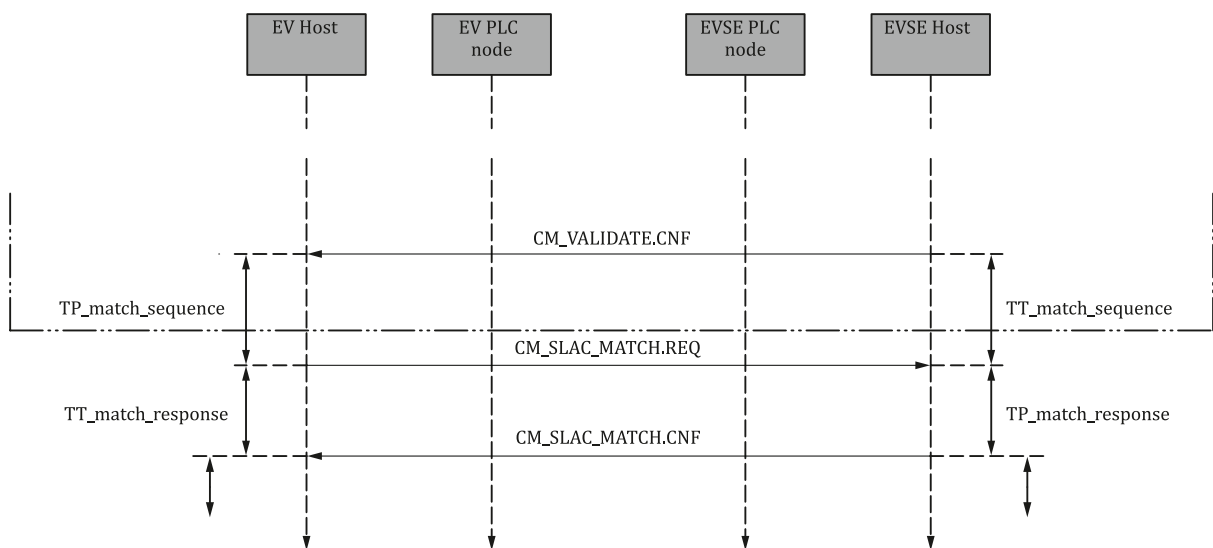 EV Host
EV PLC
node
EVSE PLC
node
EVSE Host
CM_VALIDATE.CNF
TP_match_sequence
TT_match_sequence
CM_SLAC_MATCH.REQ
TT_match_response
TP_match_response
CM_SLAC_MATCH.CNF